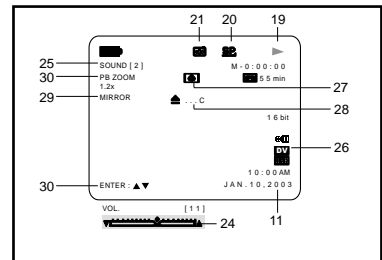 21 20 19
25 SOUND [ 2 ] M - 0 : 0 0 : 0 0
30 PB ZOOM 5 5 min 27
1.2x
29 MIRROR . . . C 28
1 6 bit
DV 26
1 0 : 0 0 AM
30 ENTER : ▲ ▼ J A N . 1 0 , 2 0 0 3
VOL. [ 1 1 ] 24 11